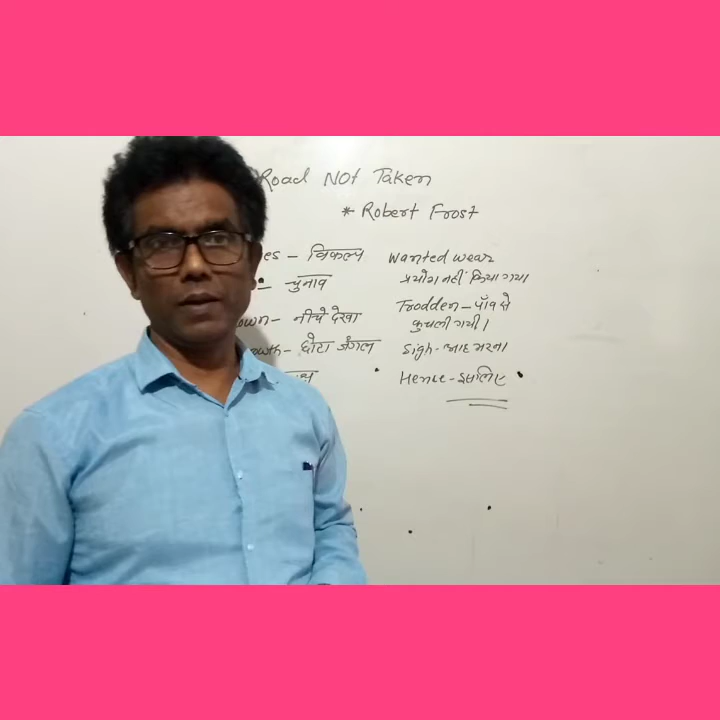 Road Not Taken
* Robert Frost
es - विकल्प
- चुनाव
own - नीचे देखा
owth - छोटा जंगल
Wanted wear
प्रयोग नहीं किया गया
Trodden - पाँव से
कुचली गयी।
Sigh - आह भरना
Hence - इसलिए